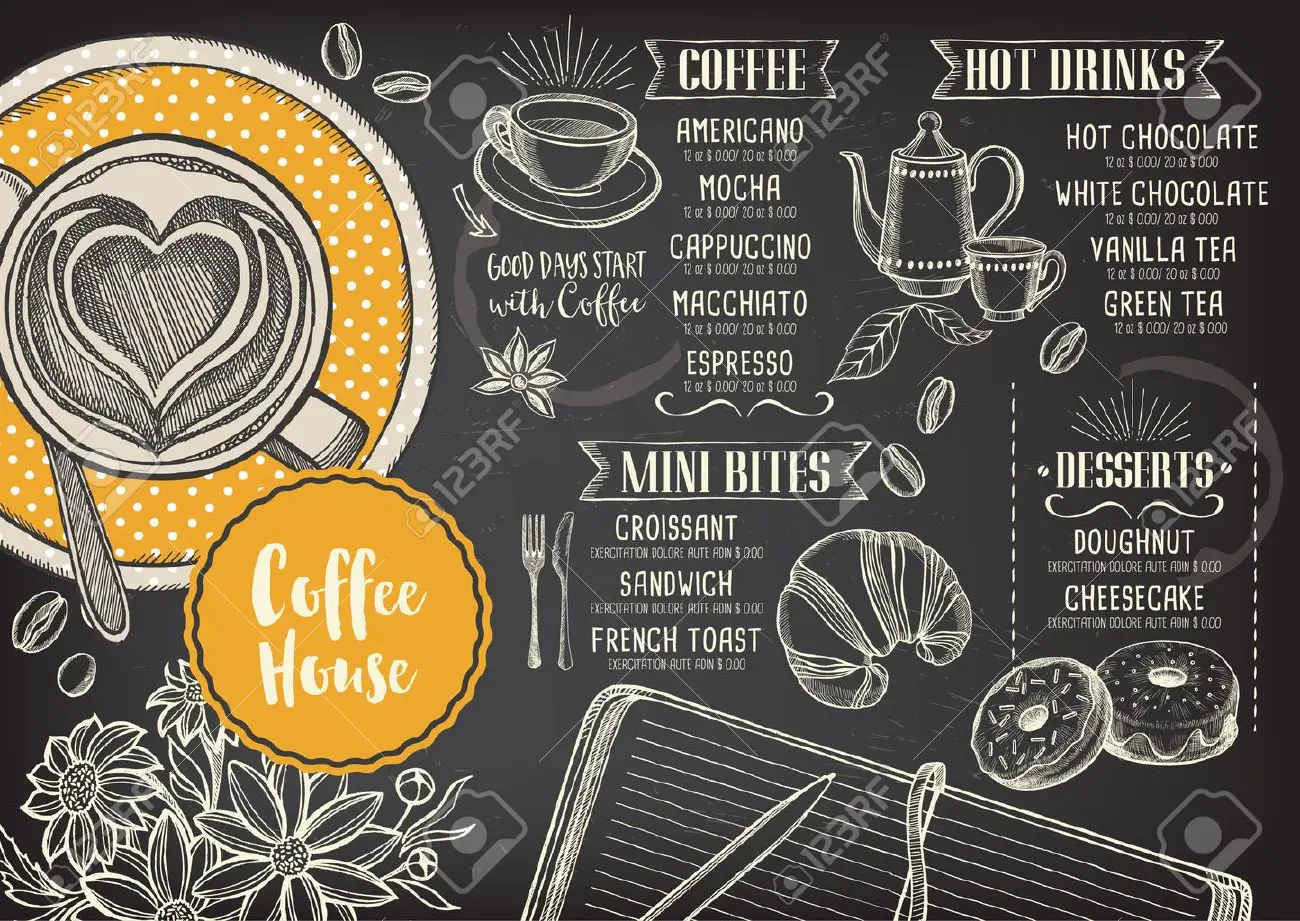 COFFEE
AMERICANO
12 oz $ 0.00/ 20 oz $ 0.00
MOCHA
12 oz $ 0.00/ 20 oz $ 0.00
CAPPUCCINO
12 oz $ 0.00/ 20 oz $ 0.00
MACCHIATO
12 oz $ 0.00/ 20 oz $ 0.00
ESPRESSO
12 oz $ 0.00/ 20 oz $ 0.00
HOT DRINKS
HOT CHOCOLATE
12 oz $ 0.00/ 20 oz $ 0.00
WHITE CHOCOLATE
12 oz $ 0.00/ 20 oz $ 0.00
VANILLA TEA
12 oz $ 0.00/ 20 oz $ 0.00
GREEN TEA
12 oz $ 0.00/ 20 oz $ 0.00
GOOD DAYS START
with Coffee
MINI BITES
CROISSANT
EXERCITATION DOLORE AUTE ADIN $ 0.00
SANDWICH
EXERCITATION DOLORE AUTE ADIN $ 0.00
FRENCH TOAST
EXERCITATION AUTE ADIN $ 0.00
DESSERTS
DOUGHNUT
EXERCITATION DOLORE AUTE ADIN $ 0.00
CHEESECAKE
EXERCITATION DOLORE AUTE ADIN $ 0.00
Coffee
House
123RF